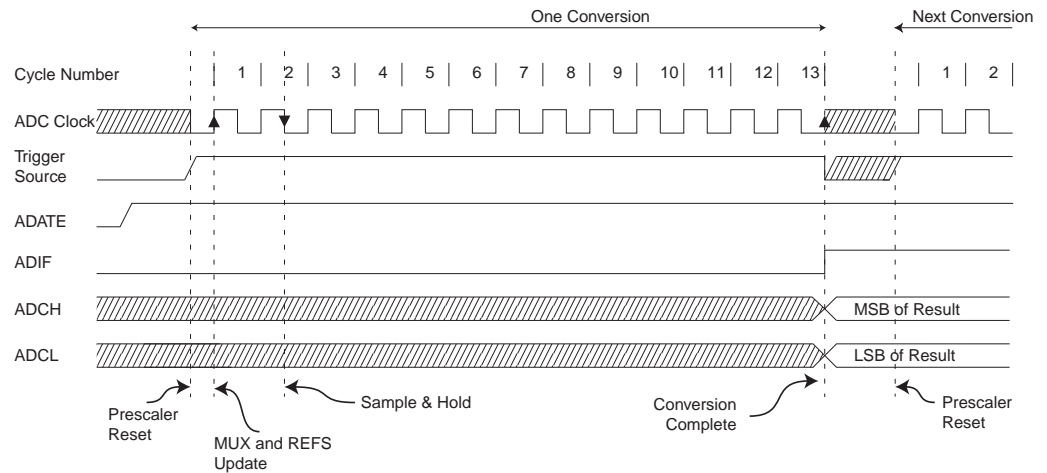 One Conversion
Next Conversion
Cycle Number
1 2 3 4 5 6 7 8 9 10 11 12 13 1 2
ADC Clock
Trigger
Source
ADATE
ADIF
ADCH
MSB of Result
ADCL
LSB of Result
Prescaler
Reset
MUX and REFS
Update
Sample & Hold
Conversion
Complete
Prescaler
Reset